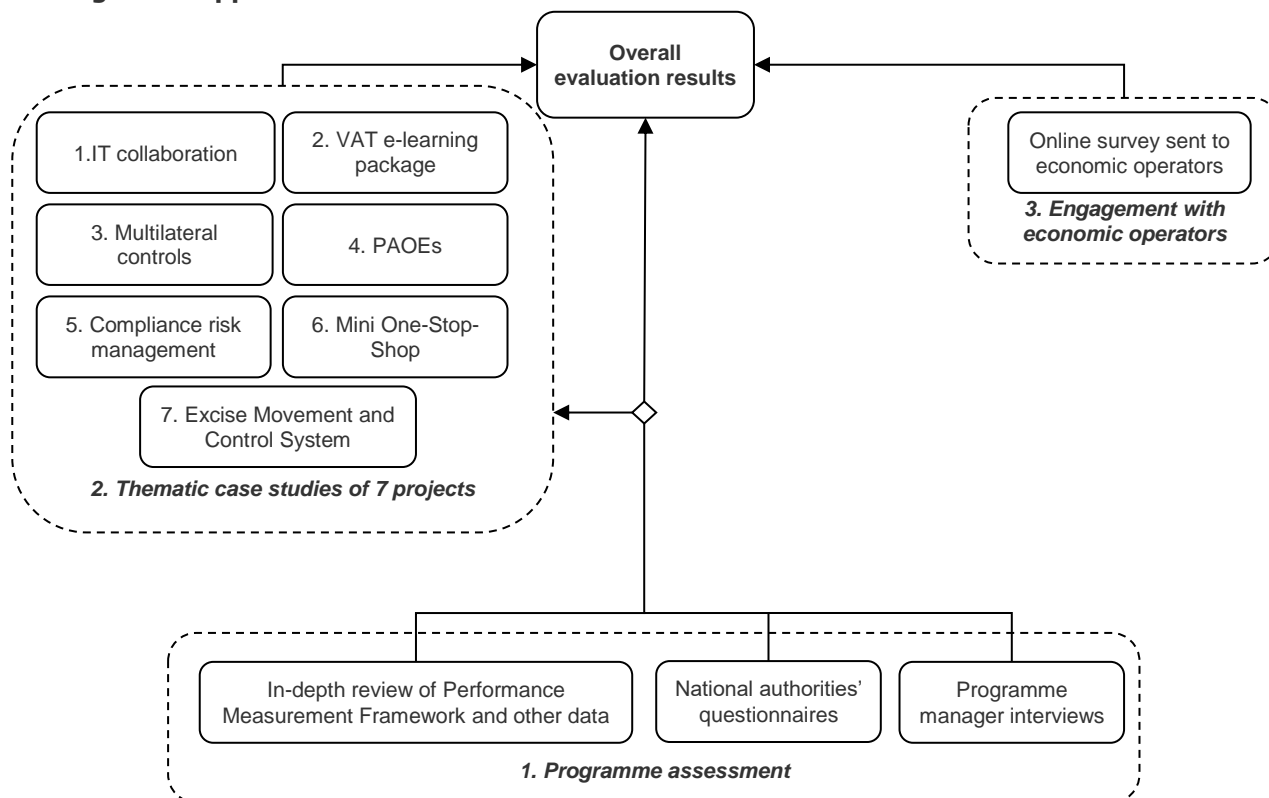 Overall
evaluation results
1.IT collaboration
2. VAT e-learning
package
3. Multilateral
controls
4. PAOEs
5. Compliance risk
management
6. Mini One-Stop-
Shop
7. Excise Movement and
Control System
2. Thematic case studies of 7 projects
Online survey sent to
economic operators
3. Engagement with
economic operators
In-depth review of Performance
Measurement Framework and other data
National authorities’
questionnaires
Programme
manager interviews
1. Programme assessment